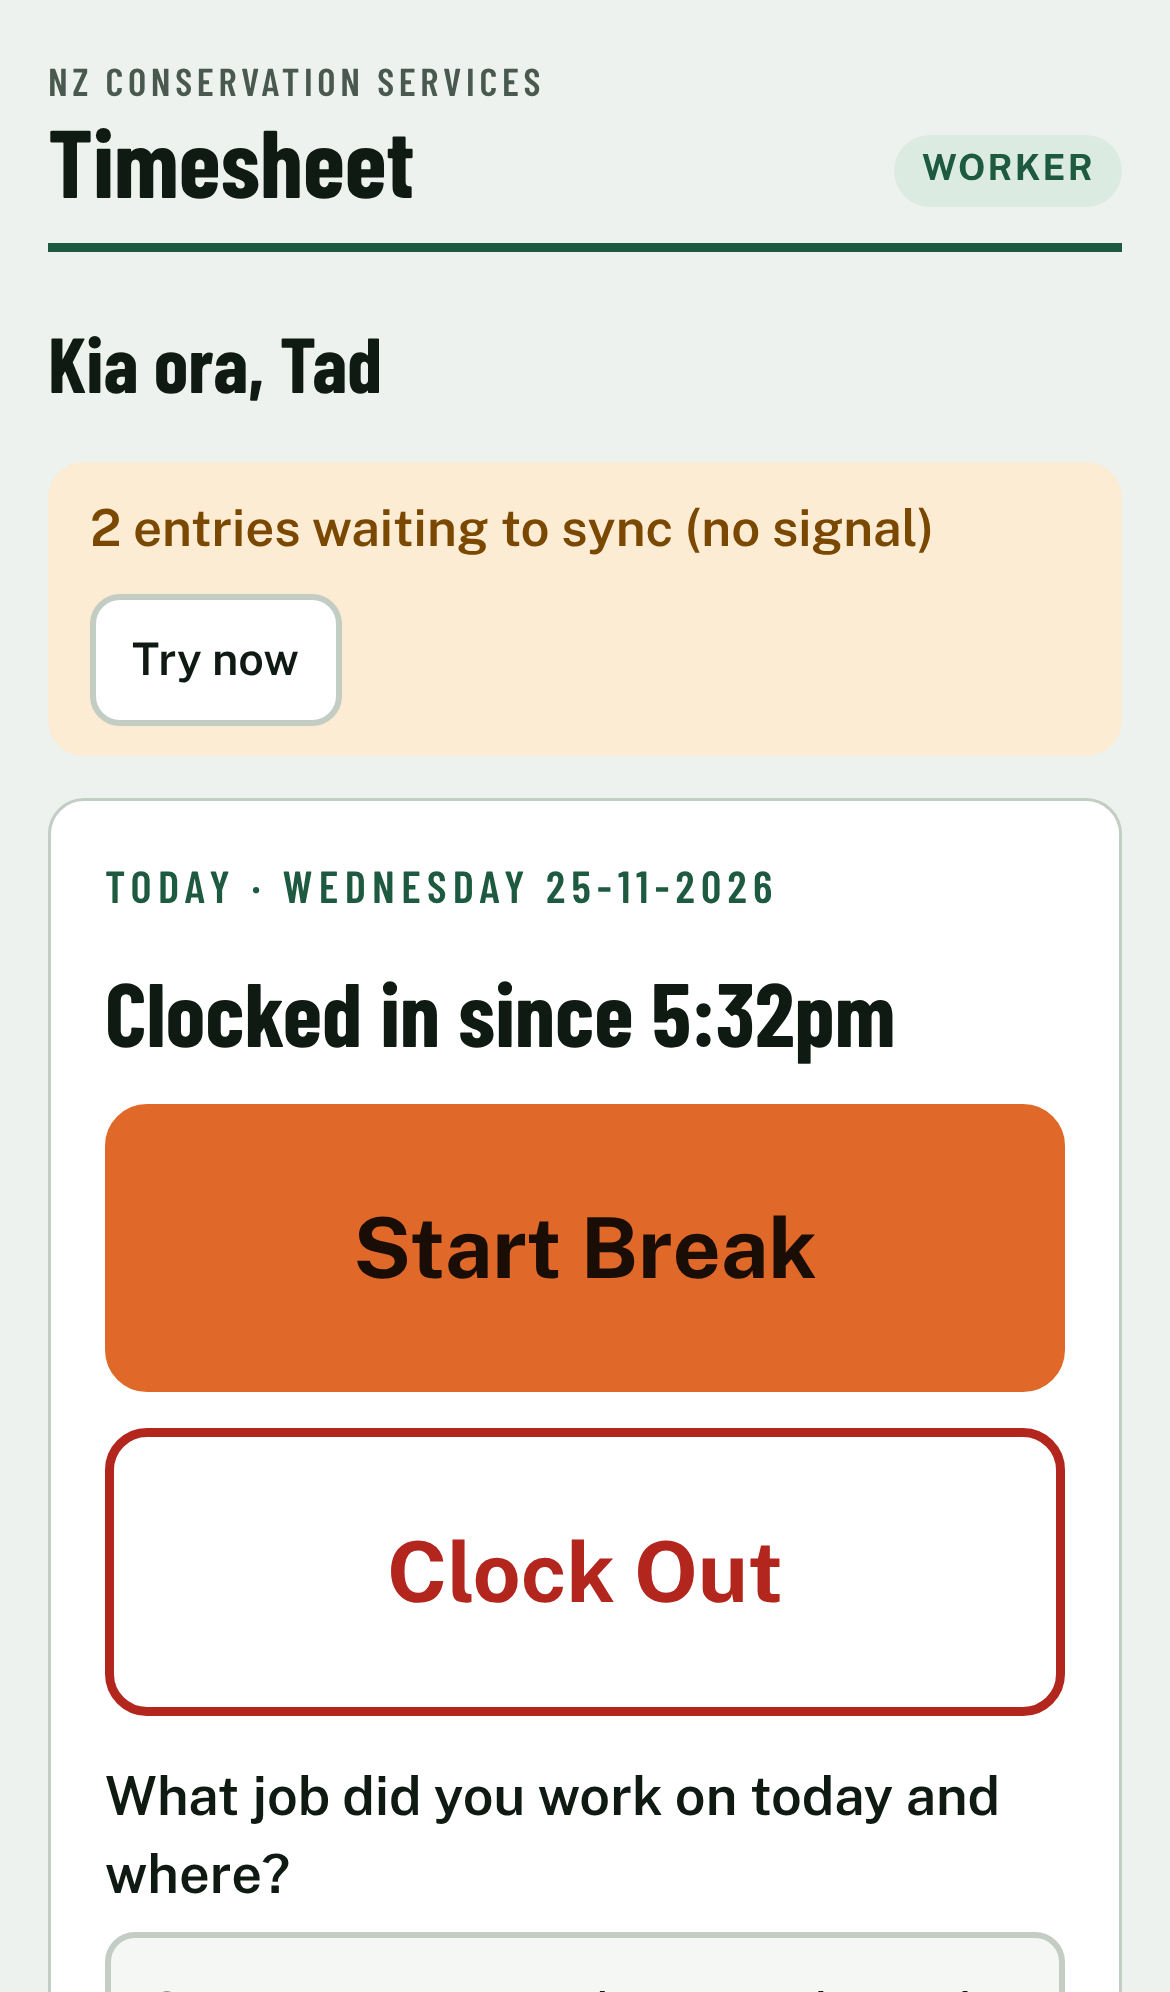 NZ CONSERVATION SERVICES
Timesheet
WORKER
Kia ora, Tad
2 entries waiting to sync (no signal)
Try now
TODAY · WEDNESDAY 25-11-2026
Clocked in since 5:32pm
Start Break
Clock Out
What job did you work on today and
where?